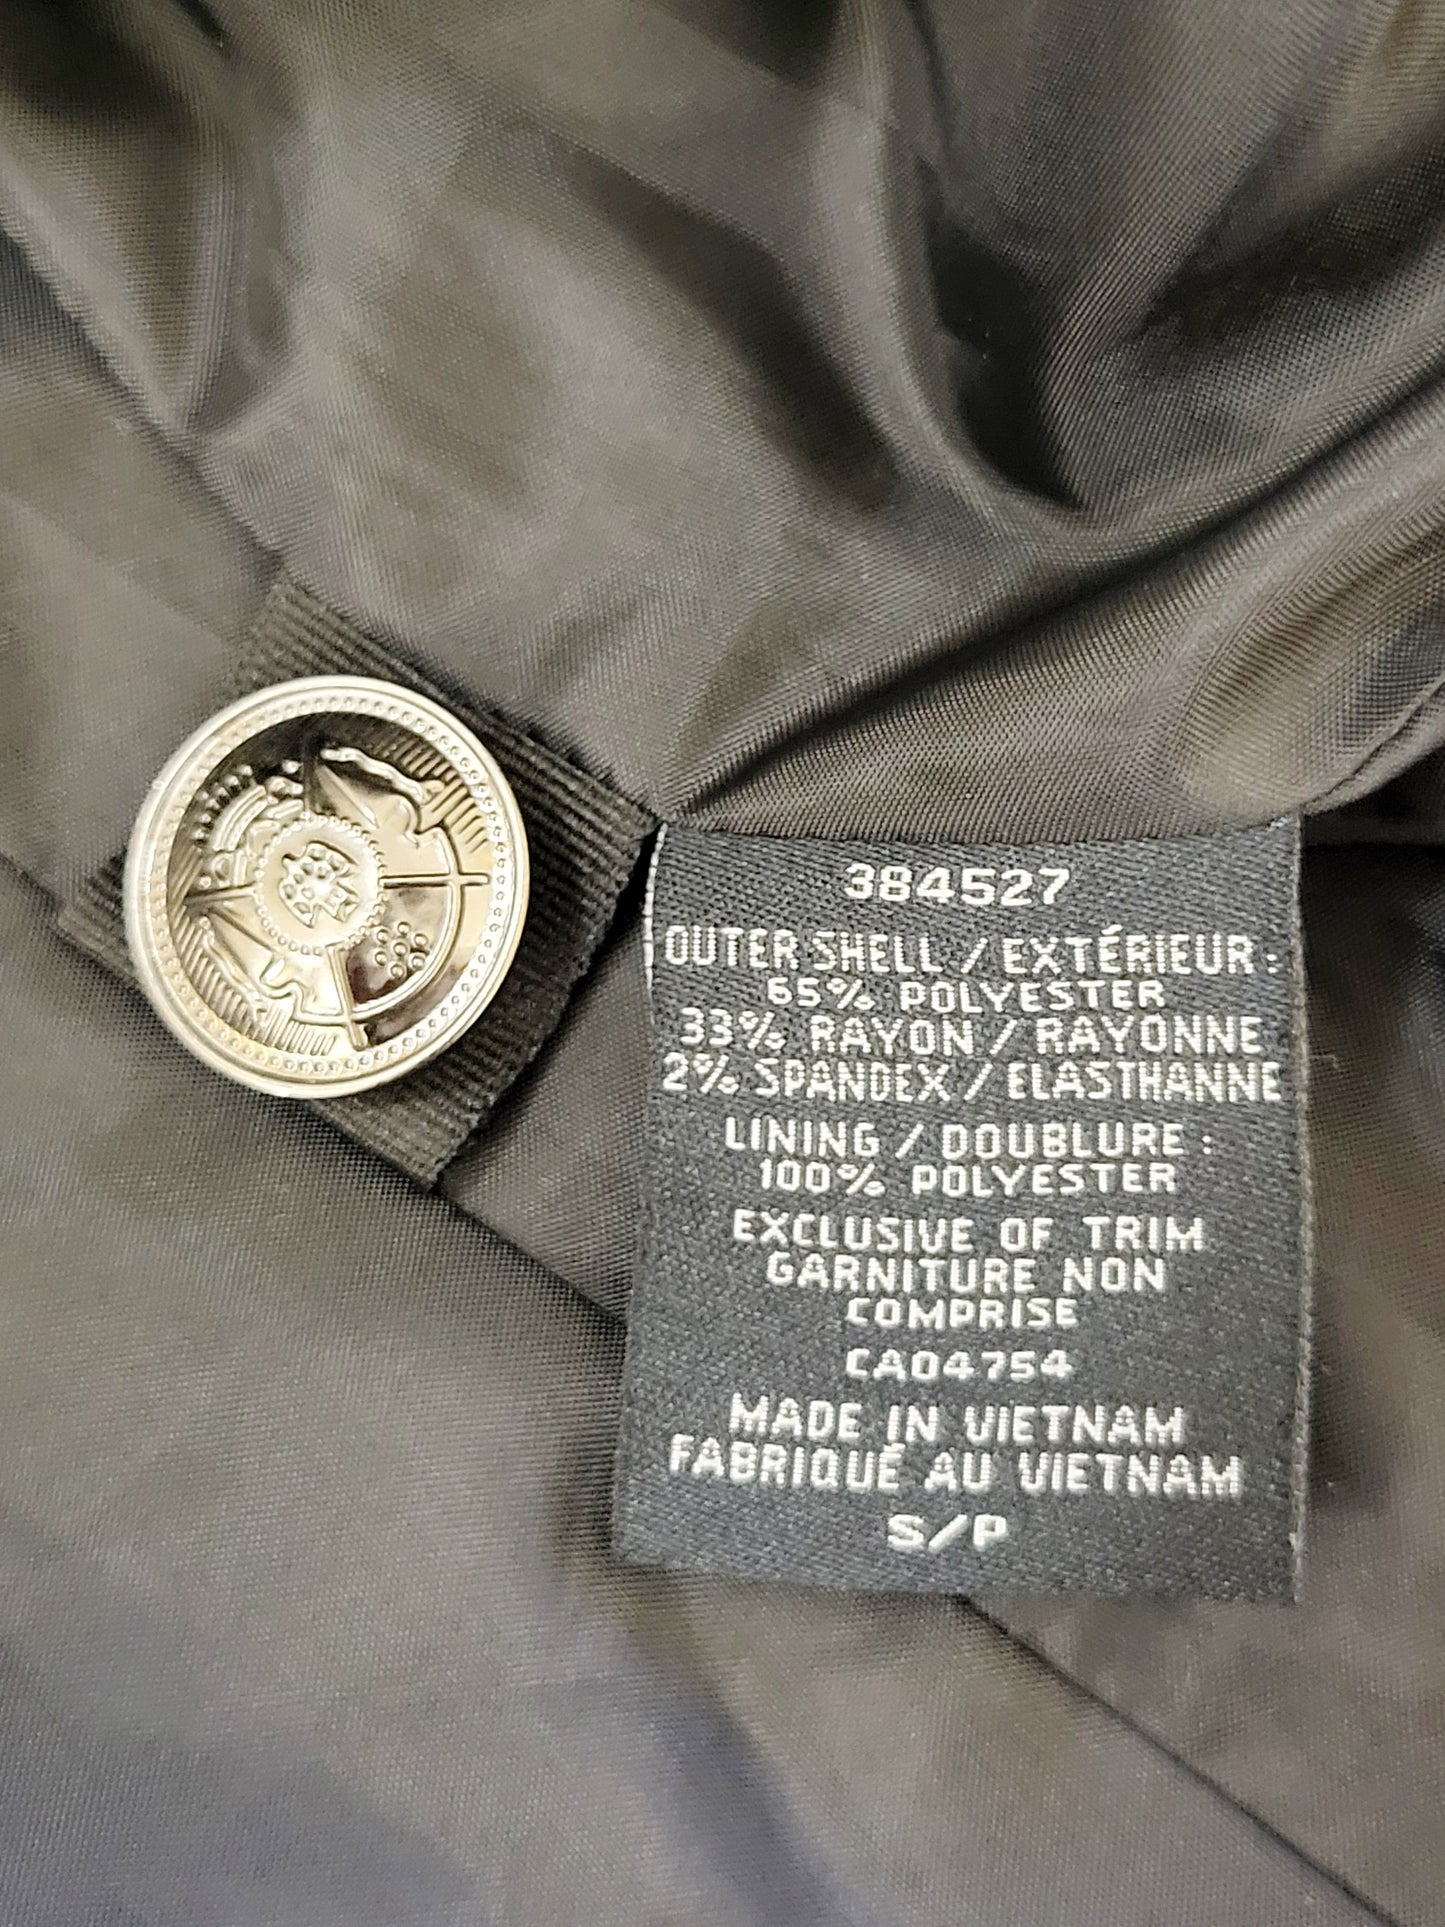 384527
OUTER SHELL / EXTÉRIEUR :
65% POLYESTER
33% RAYON / RAYONNE
2% SPANDEX / ELASTHANNE
LINING / DOUBLURE :
100% POLYESTER
EXCLUSIVE OF TRIM
GARNITURE NON
COMPRISE
CA04754
MADE IN VIETNAM
FABRIQUÉ AU VIETNAM
S/P